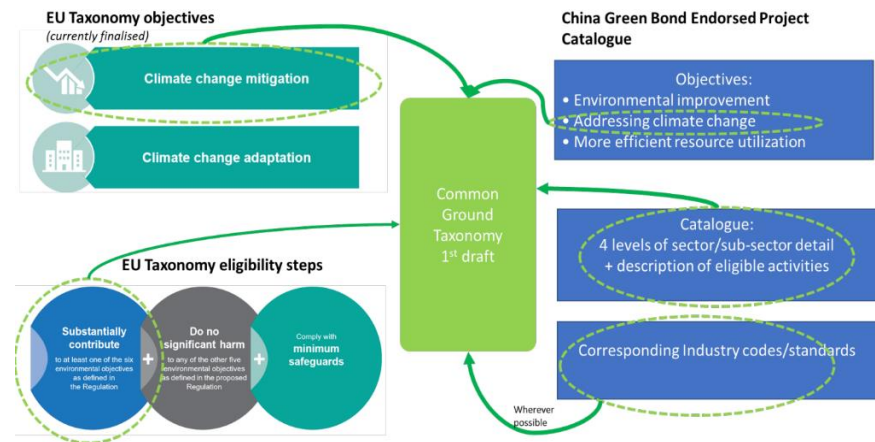 EU Taxonomy objectives
(currently finalised)
Climate change mitigation
Climate change adaptation
EU Taxonomy eligibility steps
Substantially
contribute
to at least one of the six
environmental objectives
as defined in
the Regulation
+
Do no
significant harm
to any of the other five
environmental objectives
as defined in the proposed
Regulation
+
Comply with
minimum
safeguards
Common
Ground
Taxonomy
1st draft
China Green Bond Endorsed Project
Catalogue
Objectives:
• Environmental improvement
• Addressing climate change
• More efficient resource utilization
Catalogue:
4 levels of sector/sub-sector detail
+ description of eligible activities
Corresponding Industry codes/standards
Wherever
possible